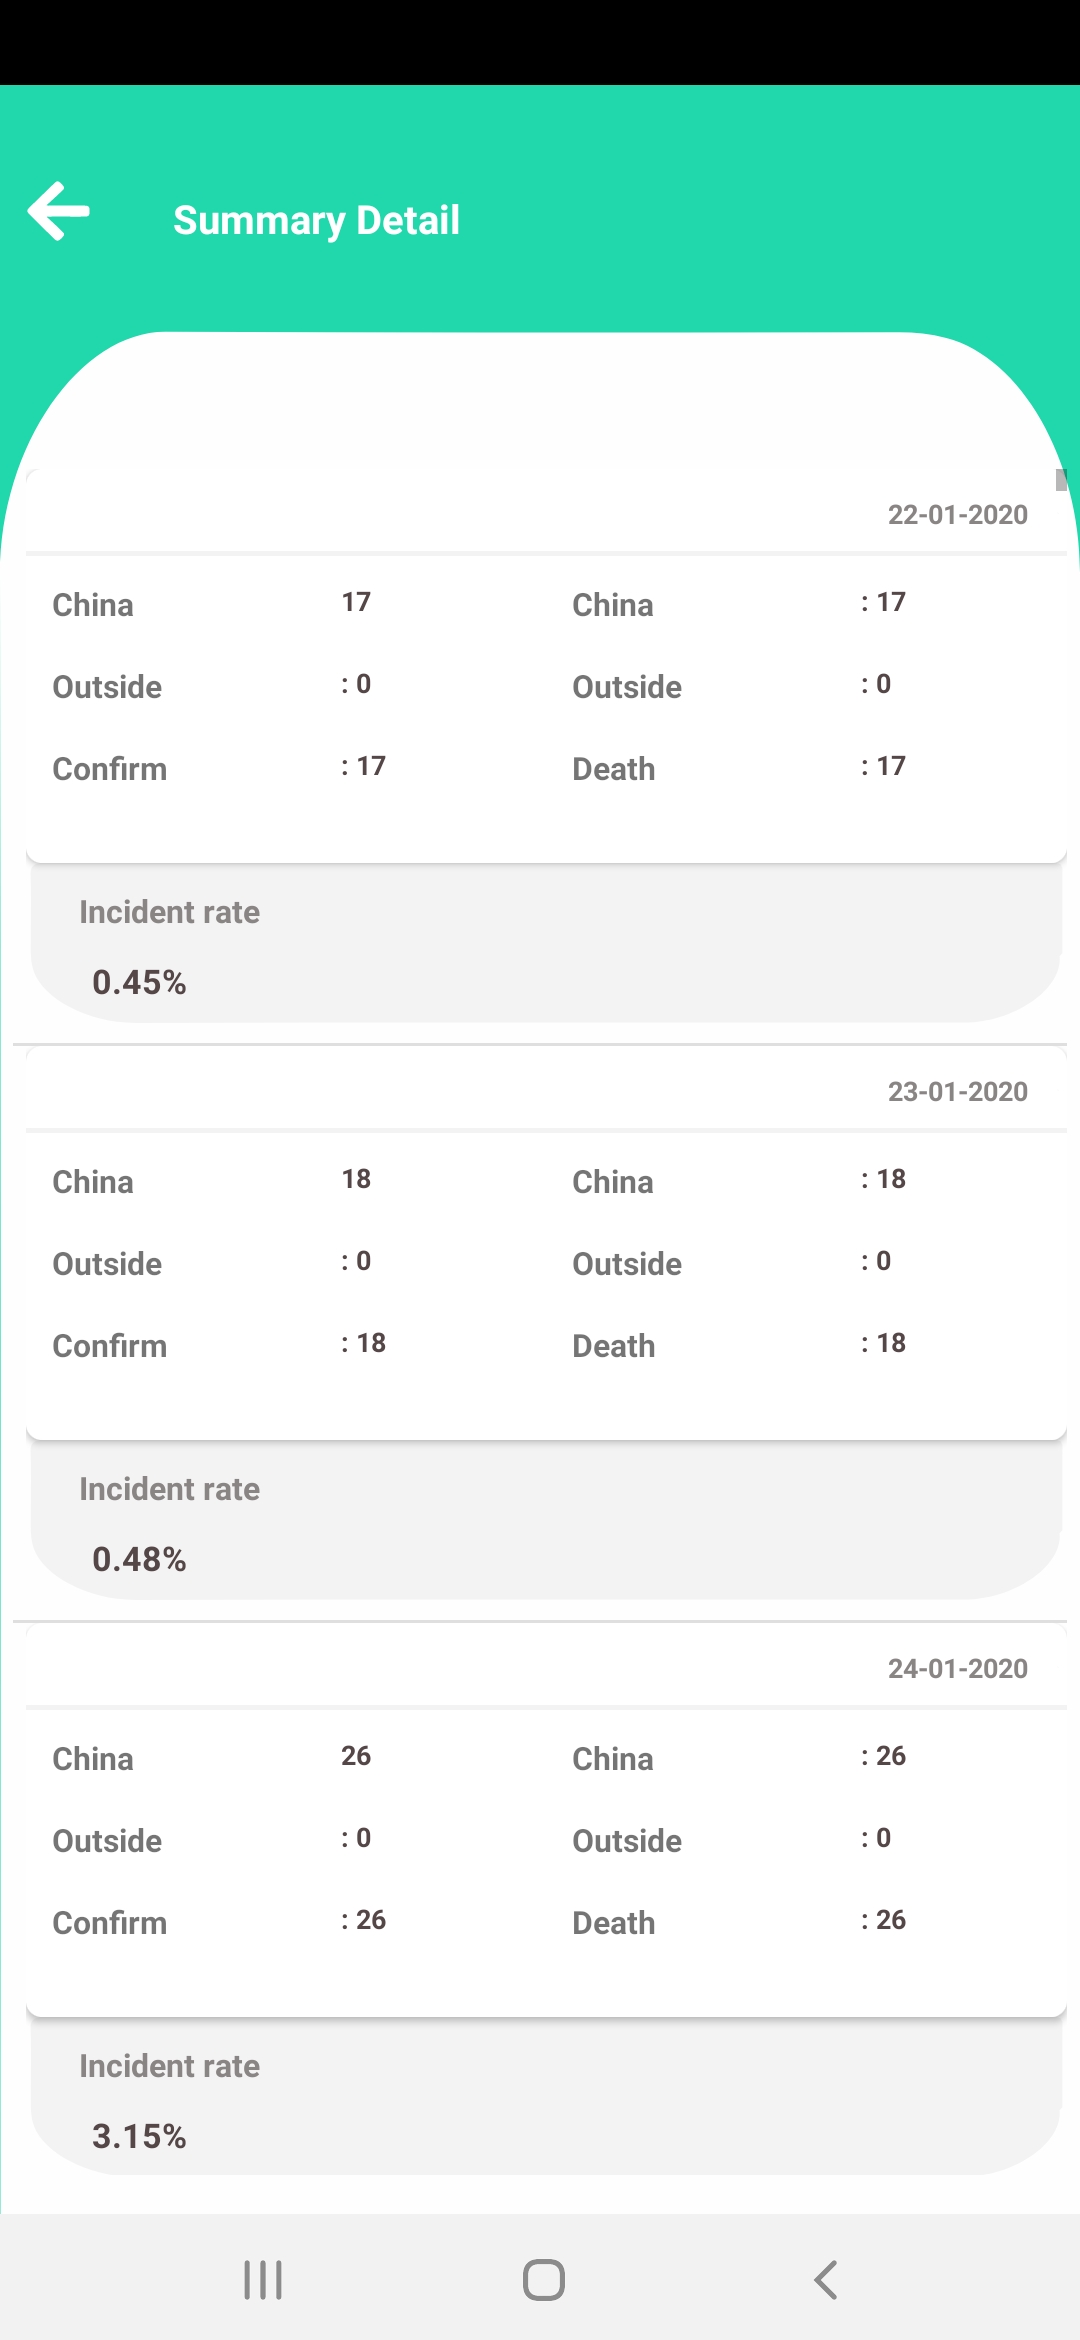 Summary Detail
22-01-2020
China 17 China : 17
Outside : 0 Outside : 0
Confirm : 17 Death : 17
Incident rate
0.45%
23-01-2020
China 18 China : 18
Outside : 0 Outside : 0
Confirm : 18 Death : 18
Incident rate
0.48%
24-01-2020
China 26 China : 26
Outside : 0 Outside : 0
Confirm : 26 Death : 26
Incident rate
3.15%